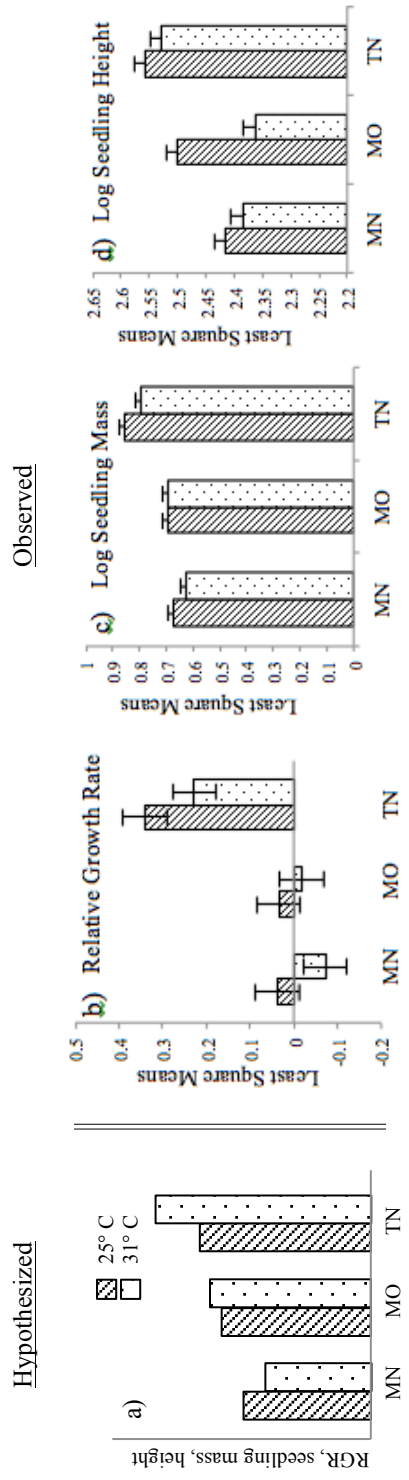 Hypothesized
Observed
a)
25° C
31° C
RGR, seedling mass, height
MN MO TN
b) Relative Growth Rate
Least Square Means
0.5
0.4
0.3
0.2
0.1
0
-0.1
-0.2
MN MO TN
c) Log Seedling Mass
Least Square Means
1
0.9
0.8
0.7
0.6
0.5
0.4
0.3
0.2
0.1
0
MN MO TN
d) Log Seedling Height
Least Square Means
2.65
2.6
2.55
2.5
2.45
2.4
2.35
2.3
2.25
2.2
MN MO TN